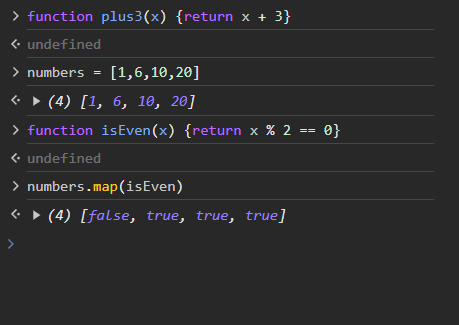 function plus3(x) {return x + 3}
undefined
numbers = [1,6,10,20]
(4) [1, 6, 10, 20]
function isEven(x) {return x % 2 == 0}
undefined
numbers.map(isEven)
(4) [false, true, true, true]